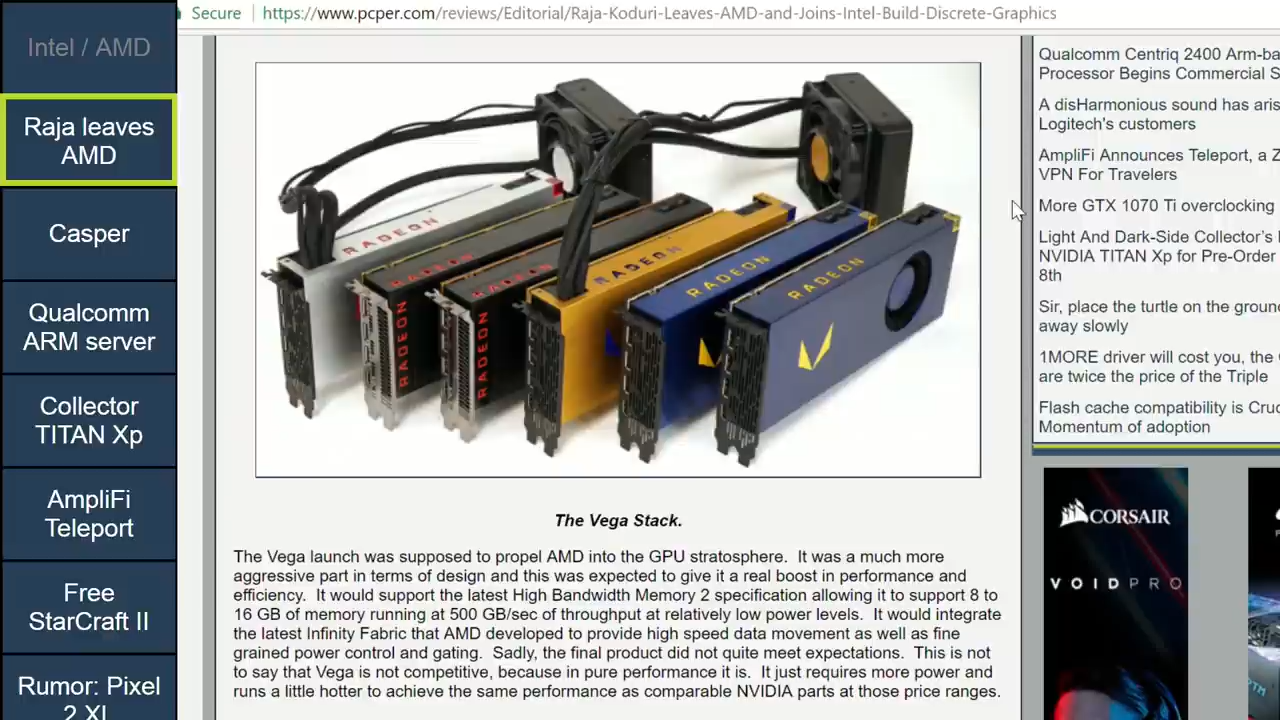 Intel / AMD
Raja leaves
AMD
Casper
Qualcomm
ARM server
Collector
TITAN Xp
AmpliFi
Teleport
Free
StarCraft II
Rumor: Pixel
2 XL
Secure
https://www.pcper.com/reviews/Editorial/Raja-Koduri-Leaves-AMD-and-Joins-Intel-Build-Discrete-Graphics
RADEON
RADEON
RADEON
RADEON
RADEON
RADEON
RADEON
RADEON
The Vega Stack.
The Vega launch was supposed to propel AMD into the GPU stratosphere. It was a much more
aggressive part in terms of design and this was expected to give it a real boost in performance and
efficiency. It would support the latest High Bandwidth Memory 2 specification allowing it to support 8 to
16 GB of memory running at 500 GB/sec of throughput at relatively low power levels. It would integrate
the latest Infinity Fabric that AMD developed to provide high speed data movement as well as fine
grained power control and gating. Sadly, the final product did not quite meet expectations. This is not
to say that Vega is not competitive, because in pure performance it is. It just requires more power and
runs a little hotter to achieve the same performance as comparable NVIDIA parts at those price ranges.
Qualcomm Centriq 2400 Arm-ba
Processor Begins Commercial S
A disHarmonious sound has aris
Logitech's customers
AmpliFi Announces Teleport, a Z
VPN For Travelers
More GTX 1070 Ti overclocking
Light And Dark-Side Collector's
NVIDIA TITAN Xp for Pre-Order
8th
Sir, place the turtle on the groun
away slowly
1MORE driver will cost you, the
are twice the price of the Triple
Flash cache compatibility is Cruc
Momentum of adoption
CORSAIR
VOID PRO